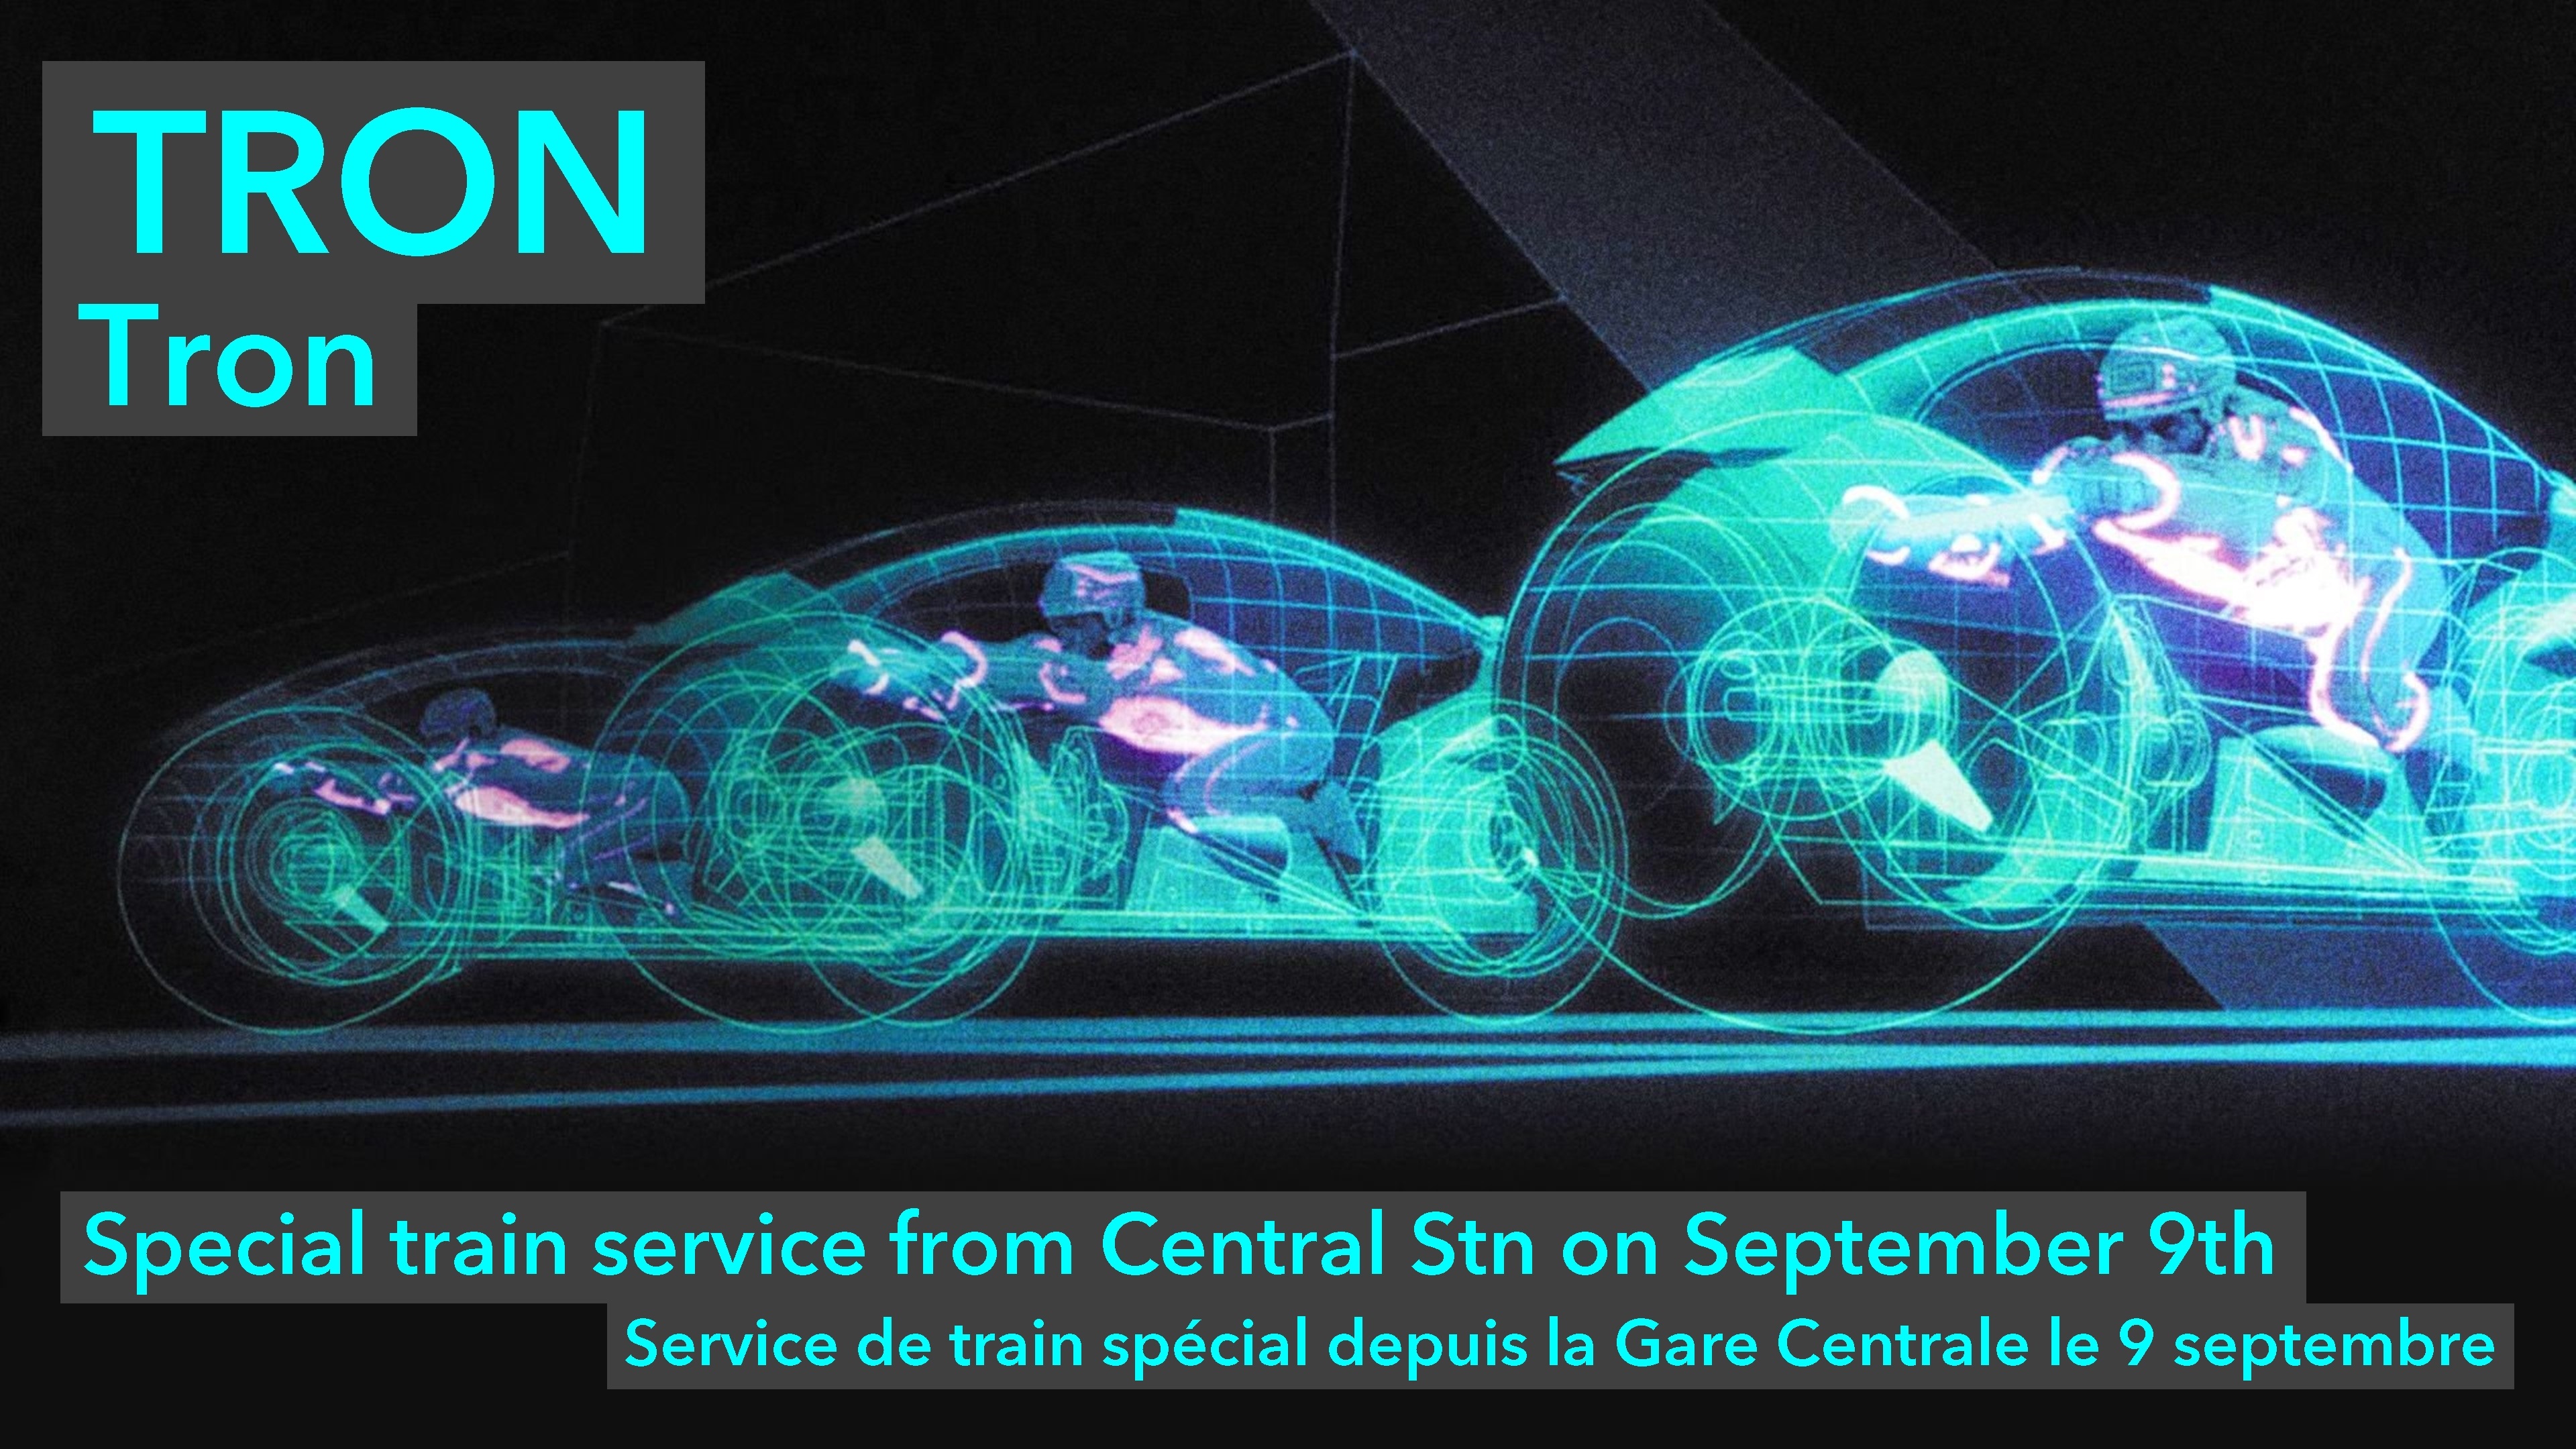 TRON
Tron
Special train service from Central Stn on September 9th
Service de train spécial depuis la Gare Centrale le 9 septembre